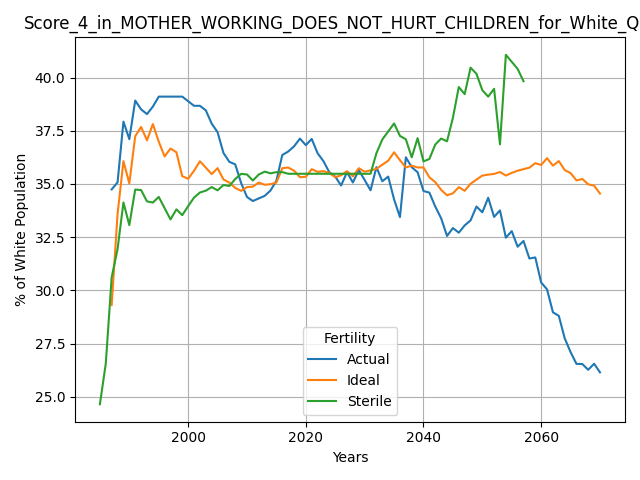 Score_4_in_MOTHER_WORKING_DOES_NOT_HURT_CHILDREN_for_White_Q
% of White Population
40.0
37.5
35.0
32.5
30.0
27.5
25.0
Fertility
Actual
Ideal
Sterile
2000
2020
2040
2060
Years